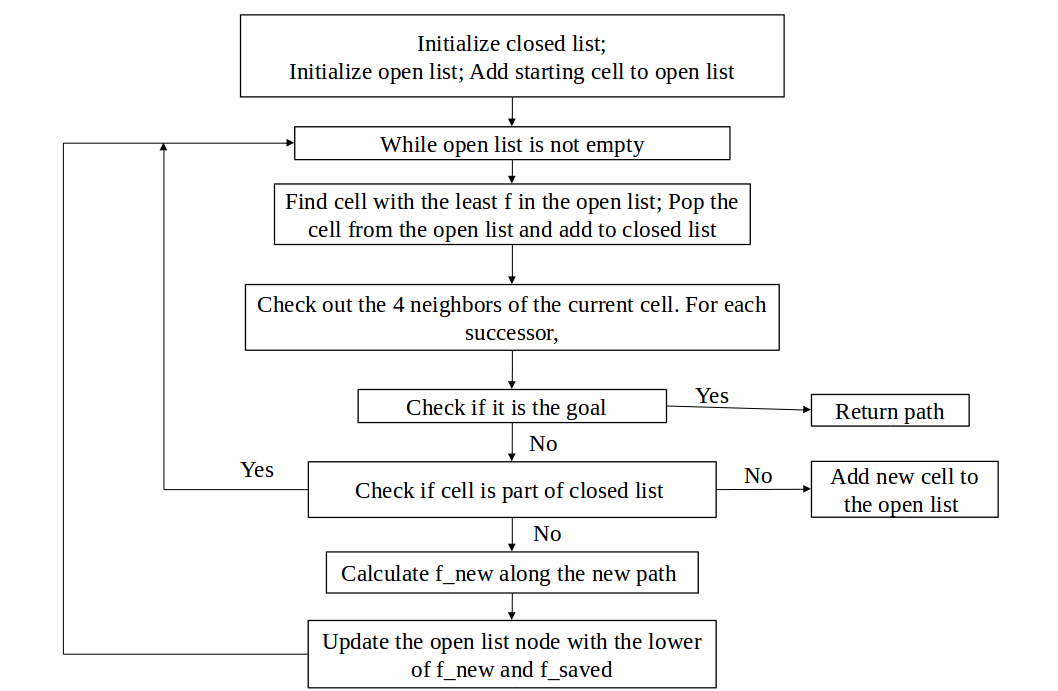 Initialize closed list;
Initialize open list; Add starting cell to open list
While open list is not empty
Find cell with the least f in the open list; Pop the
cell from the open list and add to closed list
Check out the 4 neighbors of the current cell. For each
successor,
Check if it is the goal
Yes
Return path
No
Yes
Check if cell is part of closed list
No
Add new cell to
the open list
No
Calculate f_new along the new path
Update the open list node with the lower
of f_new and f_saved